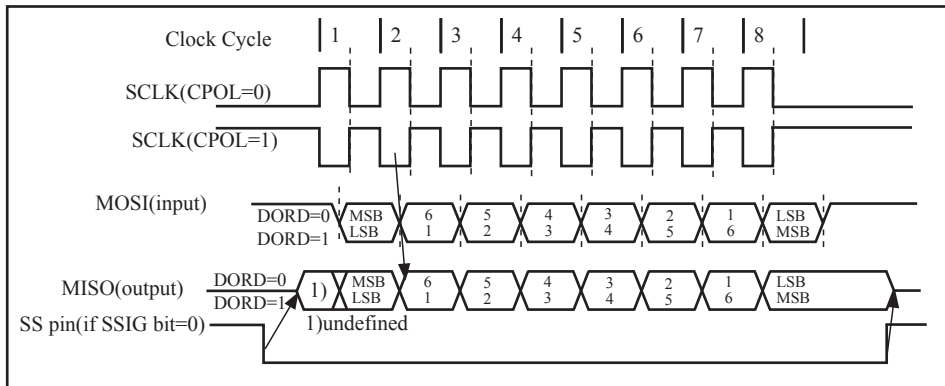 Clock Cycle 1 2 3 4 5 6 7 8
SCLK(CPOL=0)
SCLK(CPOL=1)
MOSI(input)
DORD=0 MSB 6 5 4 3 2 1 LSB
DORD=1 LSB 1 2 3 4 5 6 MSB
MISO(output)
DORD=0 1) MSB 6 5 4 3 2 1 LSB
DORD=1 LSB 1 2 3 4 5 6 MSB
SS pin(if SSIG bit=0) 1)undefined